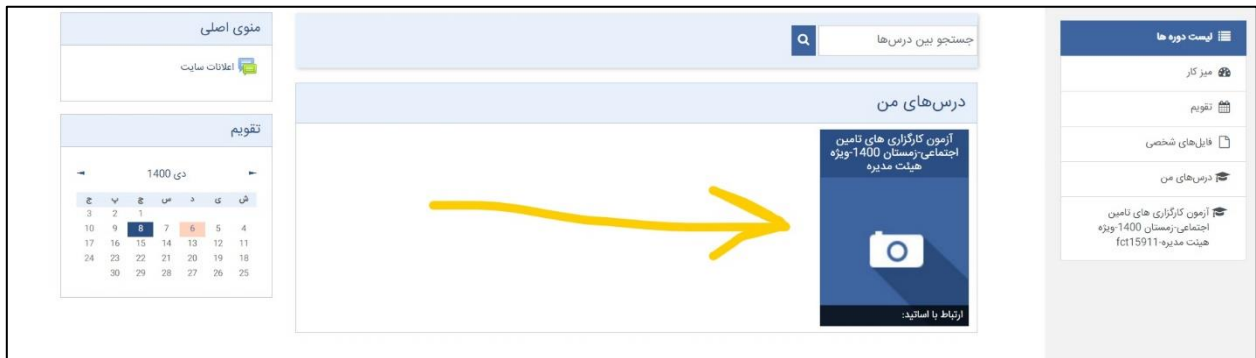 لیست دوره ها
میز کار
تقویم
فایل‌های شخصی
درس‌های من
آزمون کارگزاری های تامین
اجتماعی-زمستان 1400-ویژه
هیئت مدیره-fct15911
جستجو بین درس‌ها
درس‌های من
آزمون کارگزاری های تامین
اجتماعی-زمستان 1400-ویژه
هیئت مدیره
ارتباط با اساتید:
منوی اصلی
اعلانات سایت
تقویم
دی 1400
ش ی د س چ پ ج
1 2 3
4 5 6 7 8 9 10
11 12 13 14 15 16 17
18 19 20 21 22 23 24
25 26 27 28 29 30